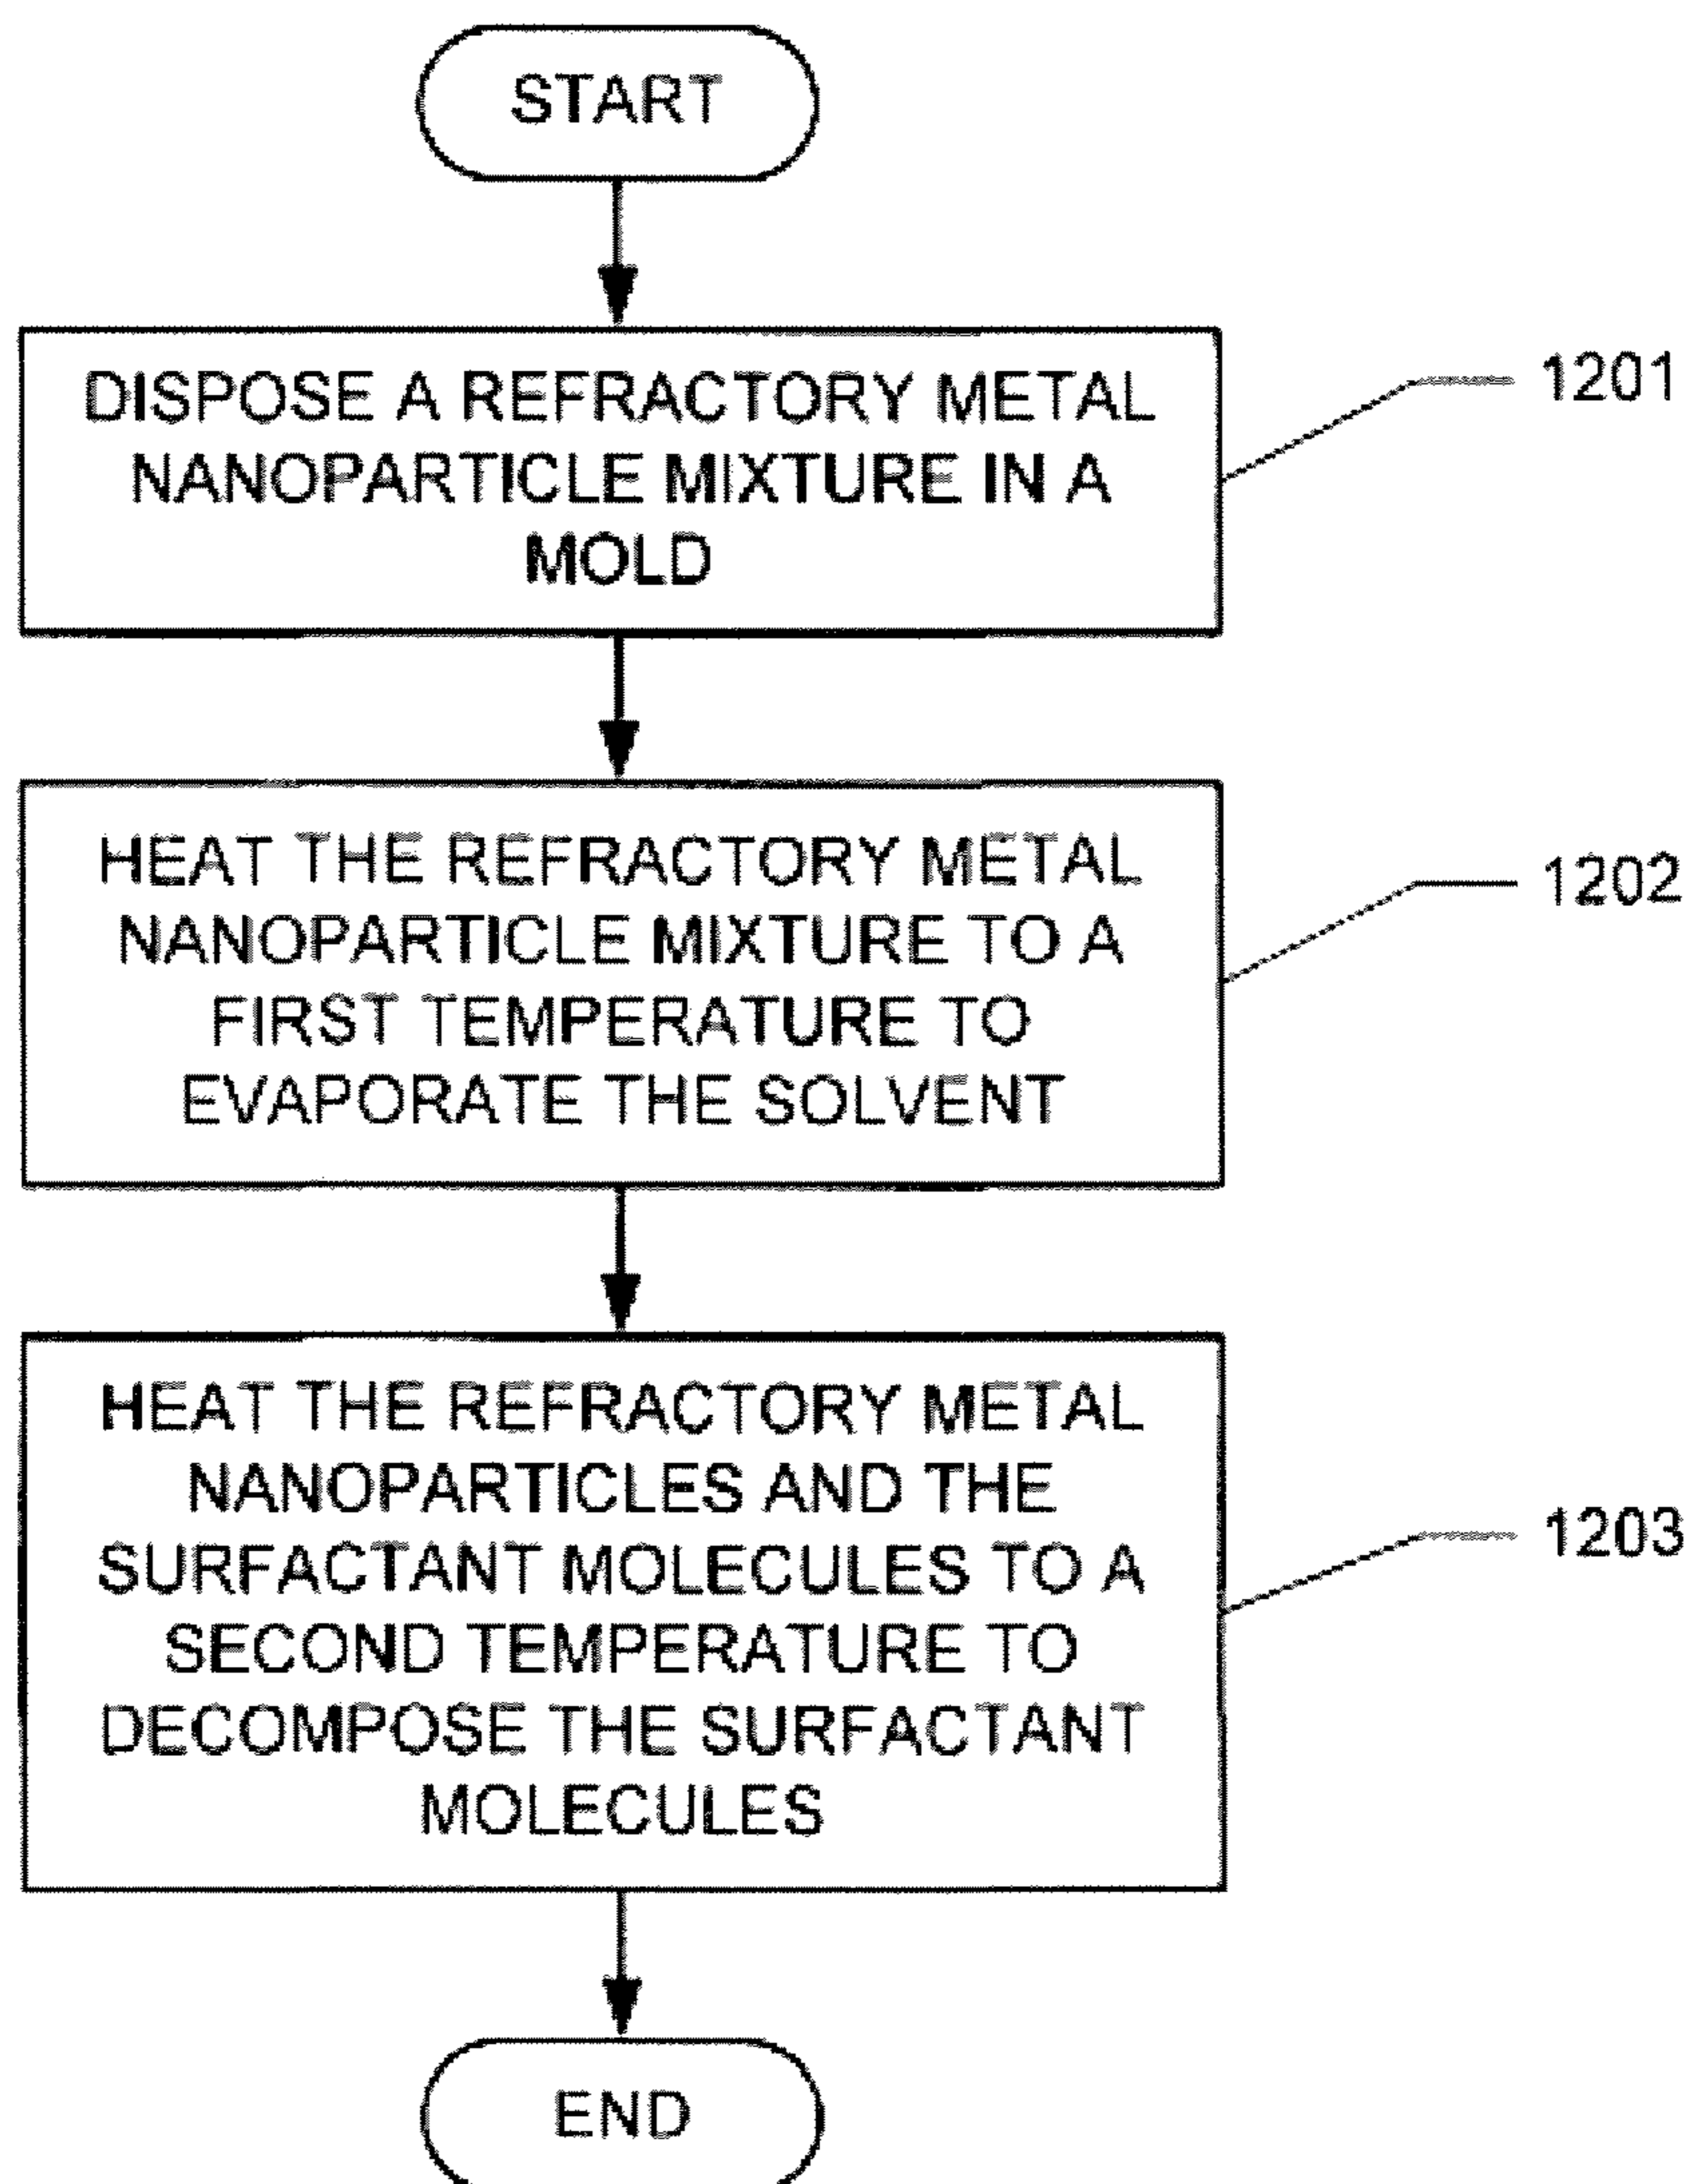 START
DISPOSE A REFRACTORY METAL
NANOPARTICLE MIXTURE IN A
MOLD
1201
HEAT THE REFRACTORY METAL
NANOPARTICLE MIXTURE TO A
FIRST TEMPERATURE TO
EVAPORATE THE SOLVENT
1202
HEAT THE REFRACTORY METAL
NANOPARTICLES AND THE
SURFACTANT MOLECULES TO A
SECOND TEMPERATURE TO
DECOMPOSE THE SURFACTANT
MOLECULES
1203
END